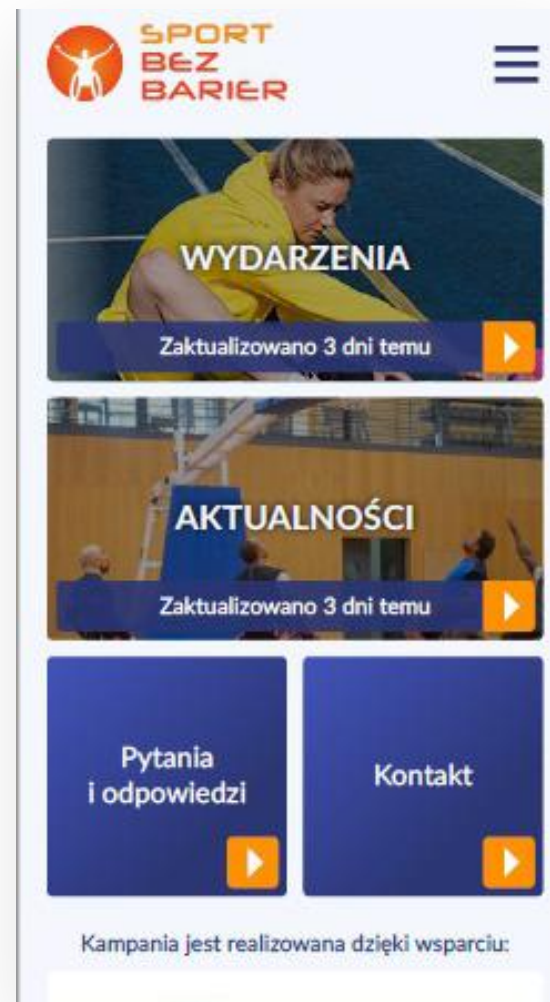 SPORT
BEZ
BARIER
WYDARZENIA
Zaktualizowano 3 dni temu
AKTUALNOŚCI
Zaktualizowano 3 dni temu
Pytania
i odpowiedzi
Kontakt
Kampania jest realizowana dzięki wsparciu: